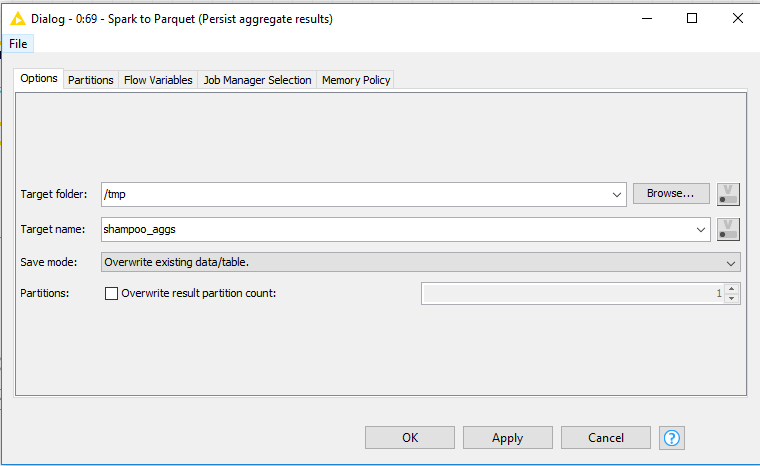 Dialog - 0:69 - Spark to Parquet (Persist aggregate results)
File
Options Partitions Flow Variables Job Manager Selection Memory Policy
Target folder: /tmp Browse... V
Target name: shampoo_aggs V
Save mode: Overwrite existing data/table.
Partitions: Overwrite result partition count: 1
OK Apply Cancel ?